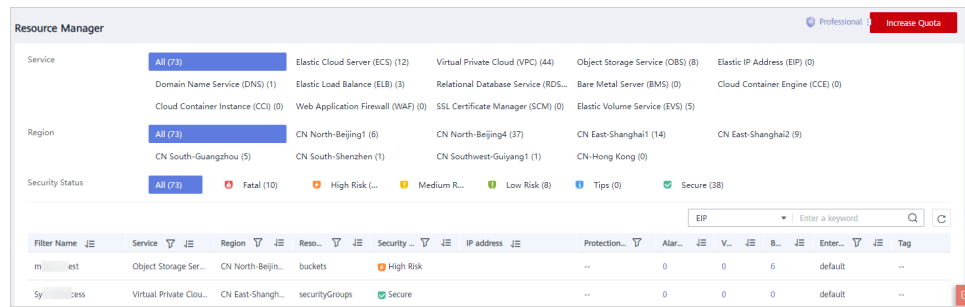 Resource Manager Professional Increase Quota
Service All (73) Elastic Cloud Server (ECS) (12) Virtual Private Cloud (VPC) (44) Object Storage Service (OBS) (8) Elastic IP Address (EIP) (0)
Domain Name Service (DNS) (1) Elastic Load Balance (ELB) (3) Relational Database Service (RDS... Bare Metal Server (BMS) (0) Cloud Container Engine (CCE) (0)
Cloud Container Instance (CCI) (0) Web Application Firewall (WAF) (0) SSL Certificate Manager (SCM) (0) Elastic Volume Service (EVS) (5)
Region All (73) CN North-Beijing1 (6) CN North-Beijing4 (37) CN East-Shanghai1 (14) CN East-Shanghai2 (9)
CN South-Guangzhou (5) CN South-Shenzhen (1) CN Southwest-Guiyang1 (1) CN-Hong Kong (0)
Security Status All (73) Fatal (10) High Risk (... Medium R... Low Risk (8) Tips (0) Secure (38)
EIP Enter a keyword
Filter Name Service Region Reso... Security ... IP address Protection... Alar... V... B... Enter... Tag
m est Object Storage Ser... CN North-Beijin... buckets High Risk -- 0 0 6 default --
Sy cess Virtual Private Clou... CN East-Shangh... securityGroups Secure -- 0 0 0 default --